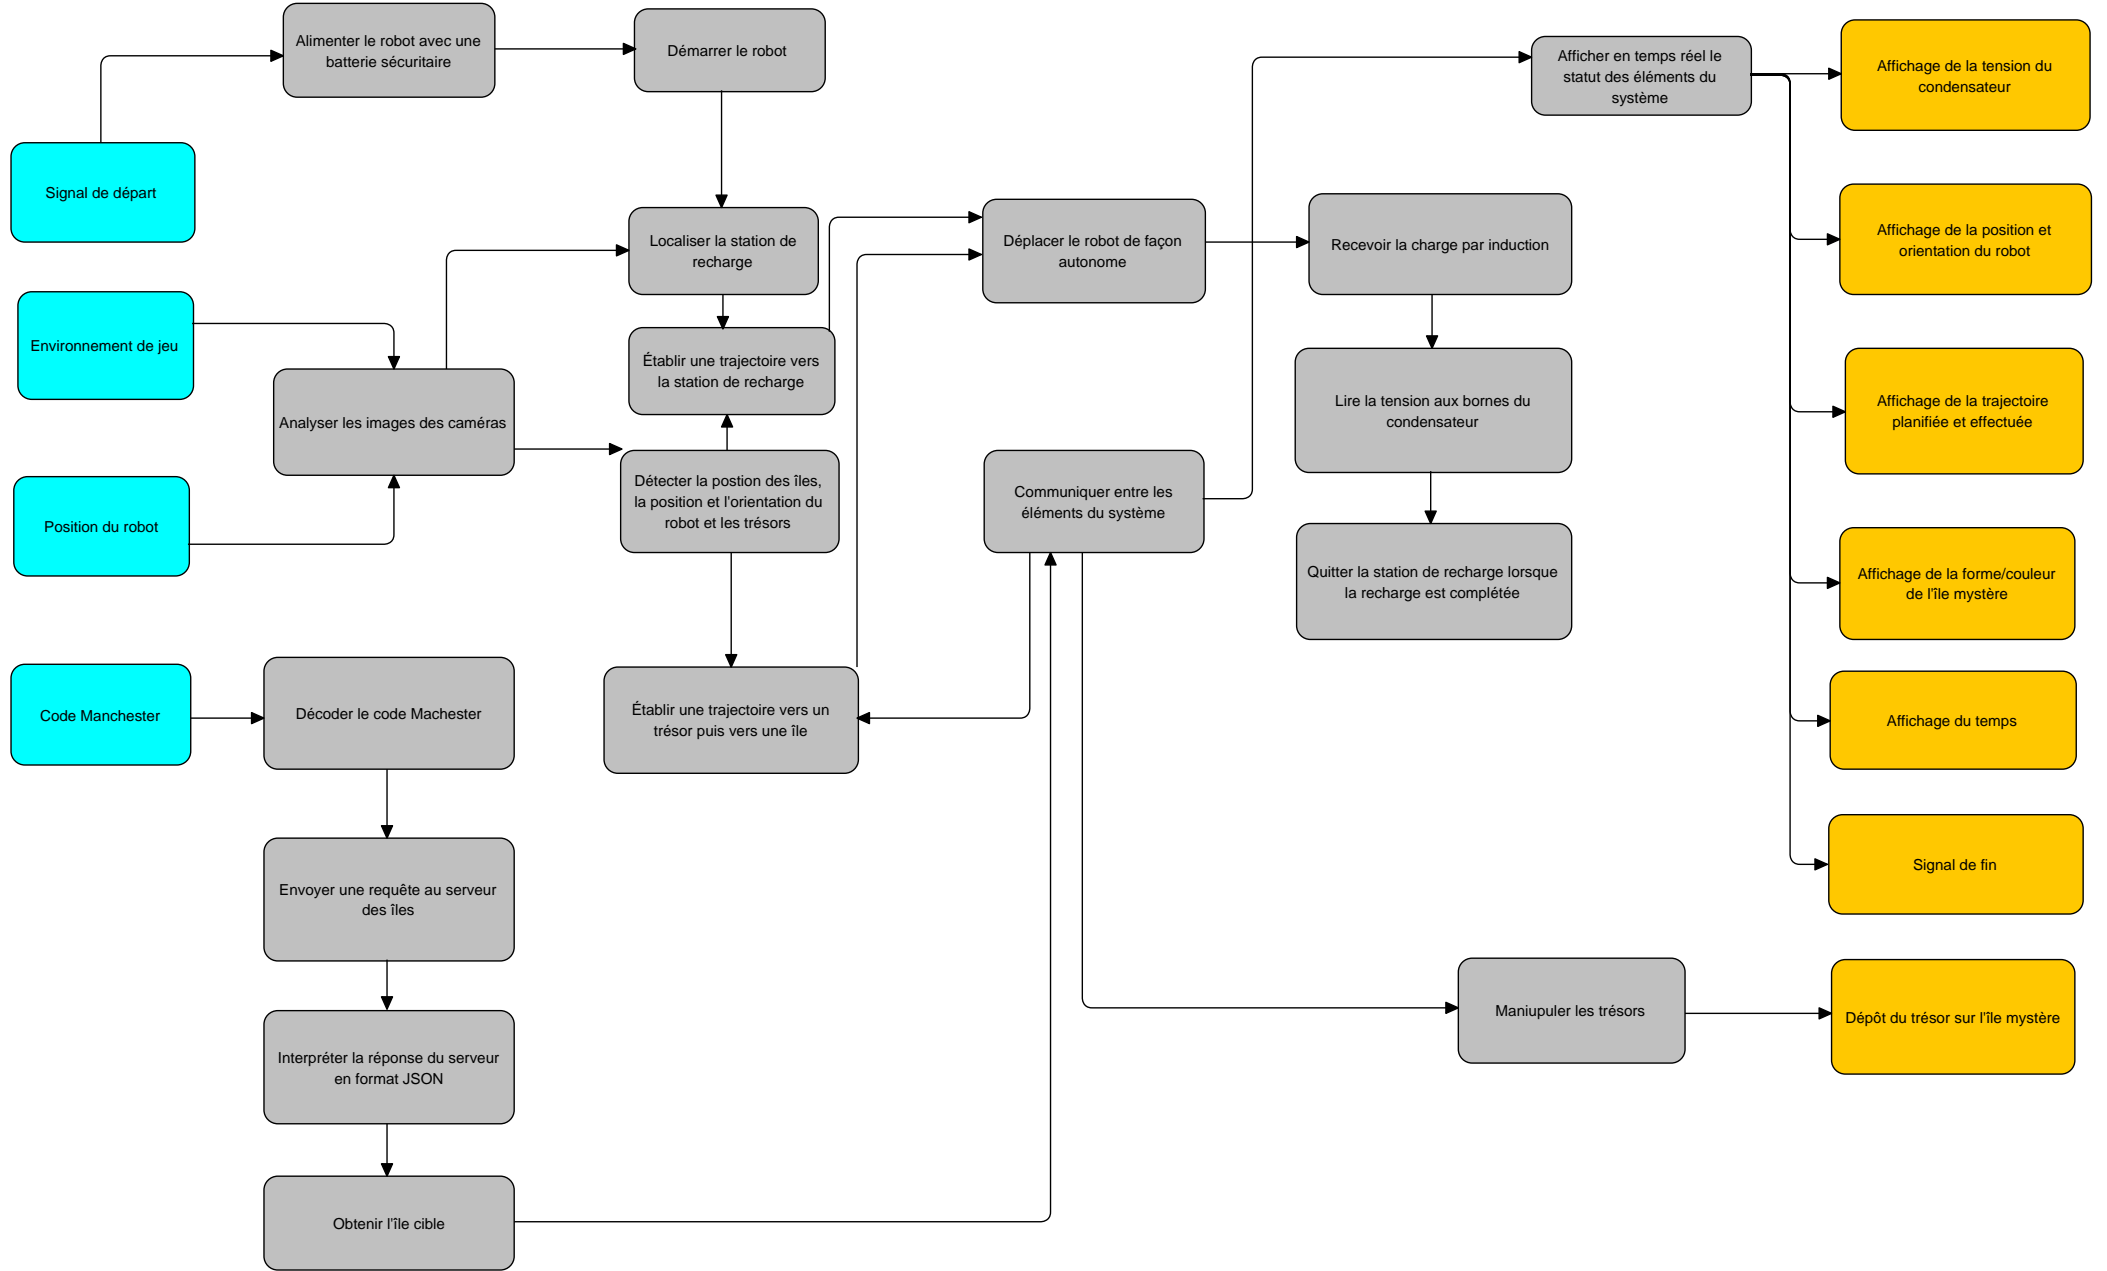 Alimenter le robot avec une
batterie sécuritaire
Démarrer le robot
Afficher en temps réel le
statut des éléments du
système
Affichage de la tension du
condensateur
Signal de départ
Localiser la station de
recharge
Déplacer le robot de façon
autonome
Recevoir la charge par induction
Affichage de la position et
orientation du robot
Environnement de jeu
Établir une trajectoire vers
la station de recharge
Analyser les images des caméras
Lire la tension aux bornes du
condensateur
Affichage de la trajectoire
planifiée et effectuée
Position du robot
Détecter la postion des îles,
la position et l'orientation du
robot et les trésors
Communiquer entre les
éléments du système
Quitter la station de recharge lorsque
la recharge est complétée
Affichage de la forme/couleur
de l'île mystère
Code Manchester
Décoder le code Machester
Établir une trajectoire vers un
trésor puis vers une île
Affichage du temps
Envoyer une requête au serveur
des îles
Signal de fin
Interpréter la réponse du serveur
en format JSON
Maniupuler les trésors
Dépôt du trésor sur l'île mystère
Obtenir l'île cible